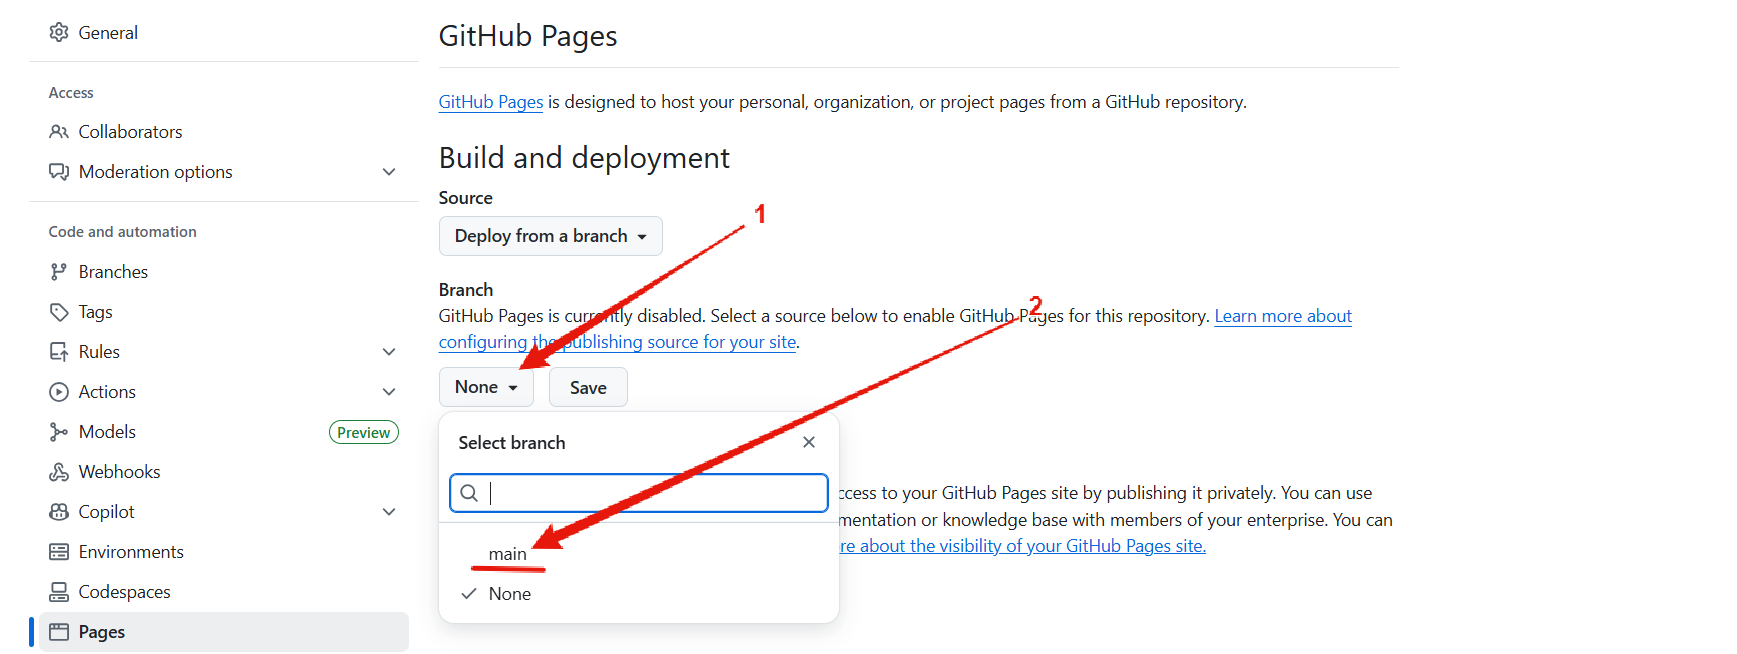 General
Access
Collaborators
Moderation options
Code and automation
Branches
Tags
Rules
Actions
Models Preview
Webhooks
Copilot
Environments
Codespaces
Pages
GitHub Pages
GitHub Pages is designed to host your personal, organization, or project pages from a GitHub repository.
Build and deployment
Source
1
Deploy from a branch
Branch
2
GitHub Pages is currently disabled. Select a source below to enable GitHub Pages for this repository. Learn more about
configuring the publishing source for your site.
None Save
Select branch
ccess to your GitHub Pages site by publishing it privately. You can use
mentation or knowledge base with members of your enterprise. You can
re about the visibility of your GitHub Pages site.
main
None